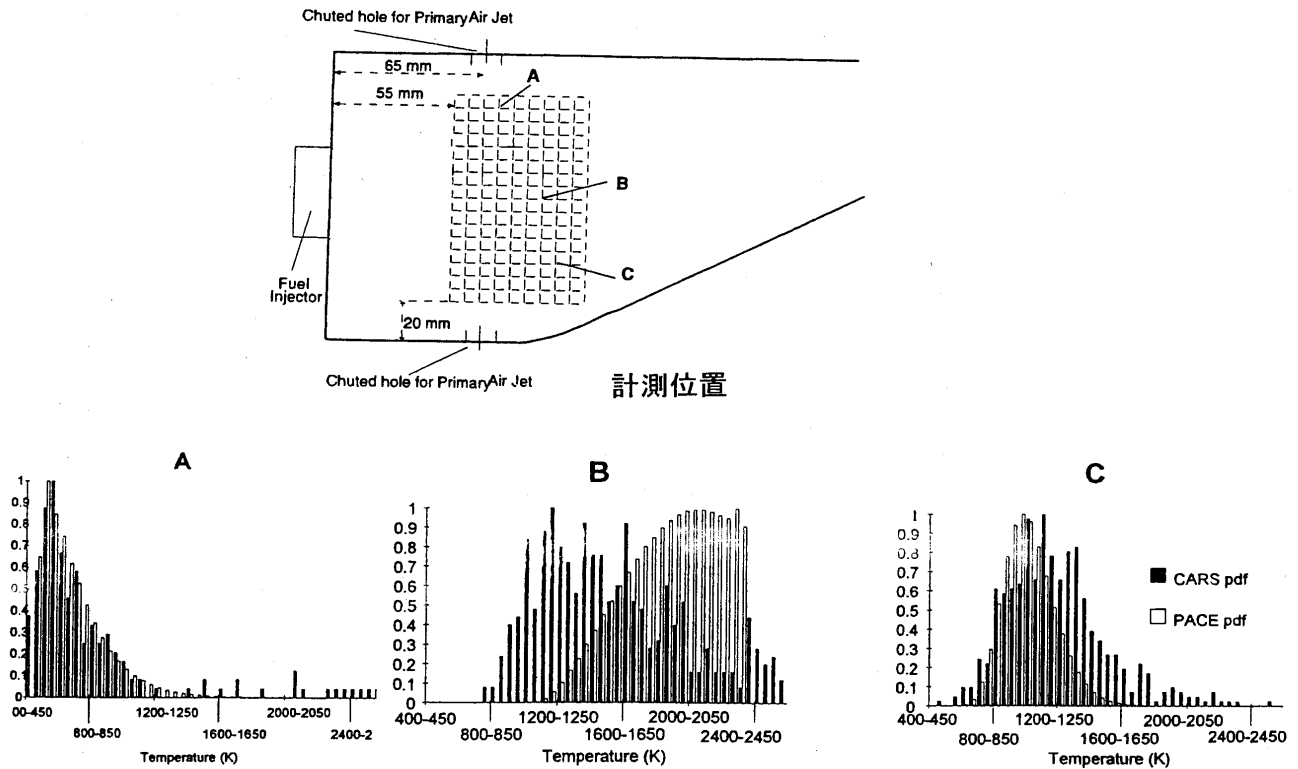 Chuted hole for Primary Air Jet
65 mm
A
55 mm
B
C
Fuel
Injector
20 mm
Chuted hole for Primary Air Jet
計測位置
A
1
0.9
0.8
0.7
0.6
0.5
0.4
0.3
0.2
0.1
0
00-450
800-850
1200-1250
1600-1650
2000-2050
2400-2
Temperature (K)
B
1
0.9
0.8
0.7
0.6
0.5
0.4
0.3
0.2
0.1
0
400-450
800-850
1200-1250
1600-1650
2000-2050
2400-2450
Temperature (K)
C
1
0.9
0.8
0.7
0.6
0.5
0.4
0.3
0.2
0.1
0
400-450
800-850
1200-1250
1600-1650
2000-2050
2400-2450
Temperature (K)
CARS pdf
PACE pdf